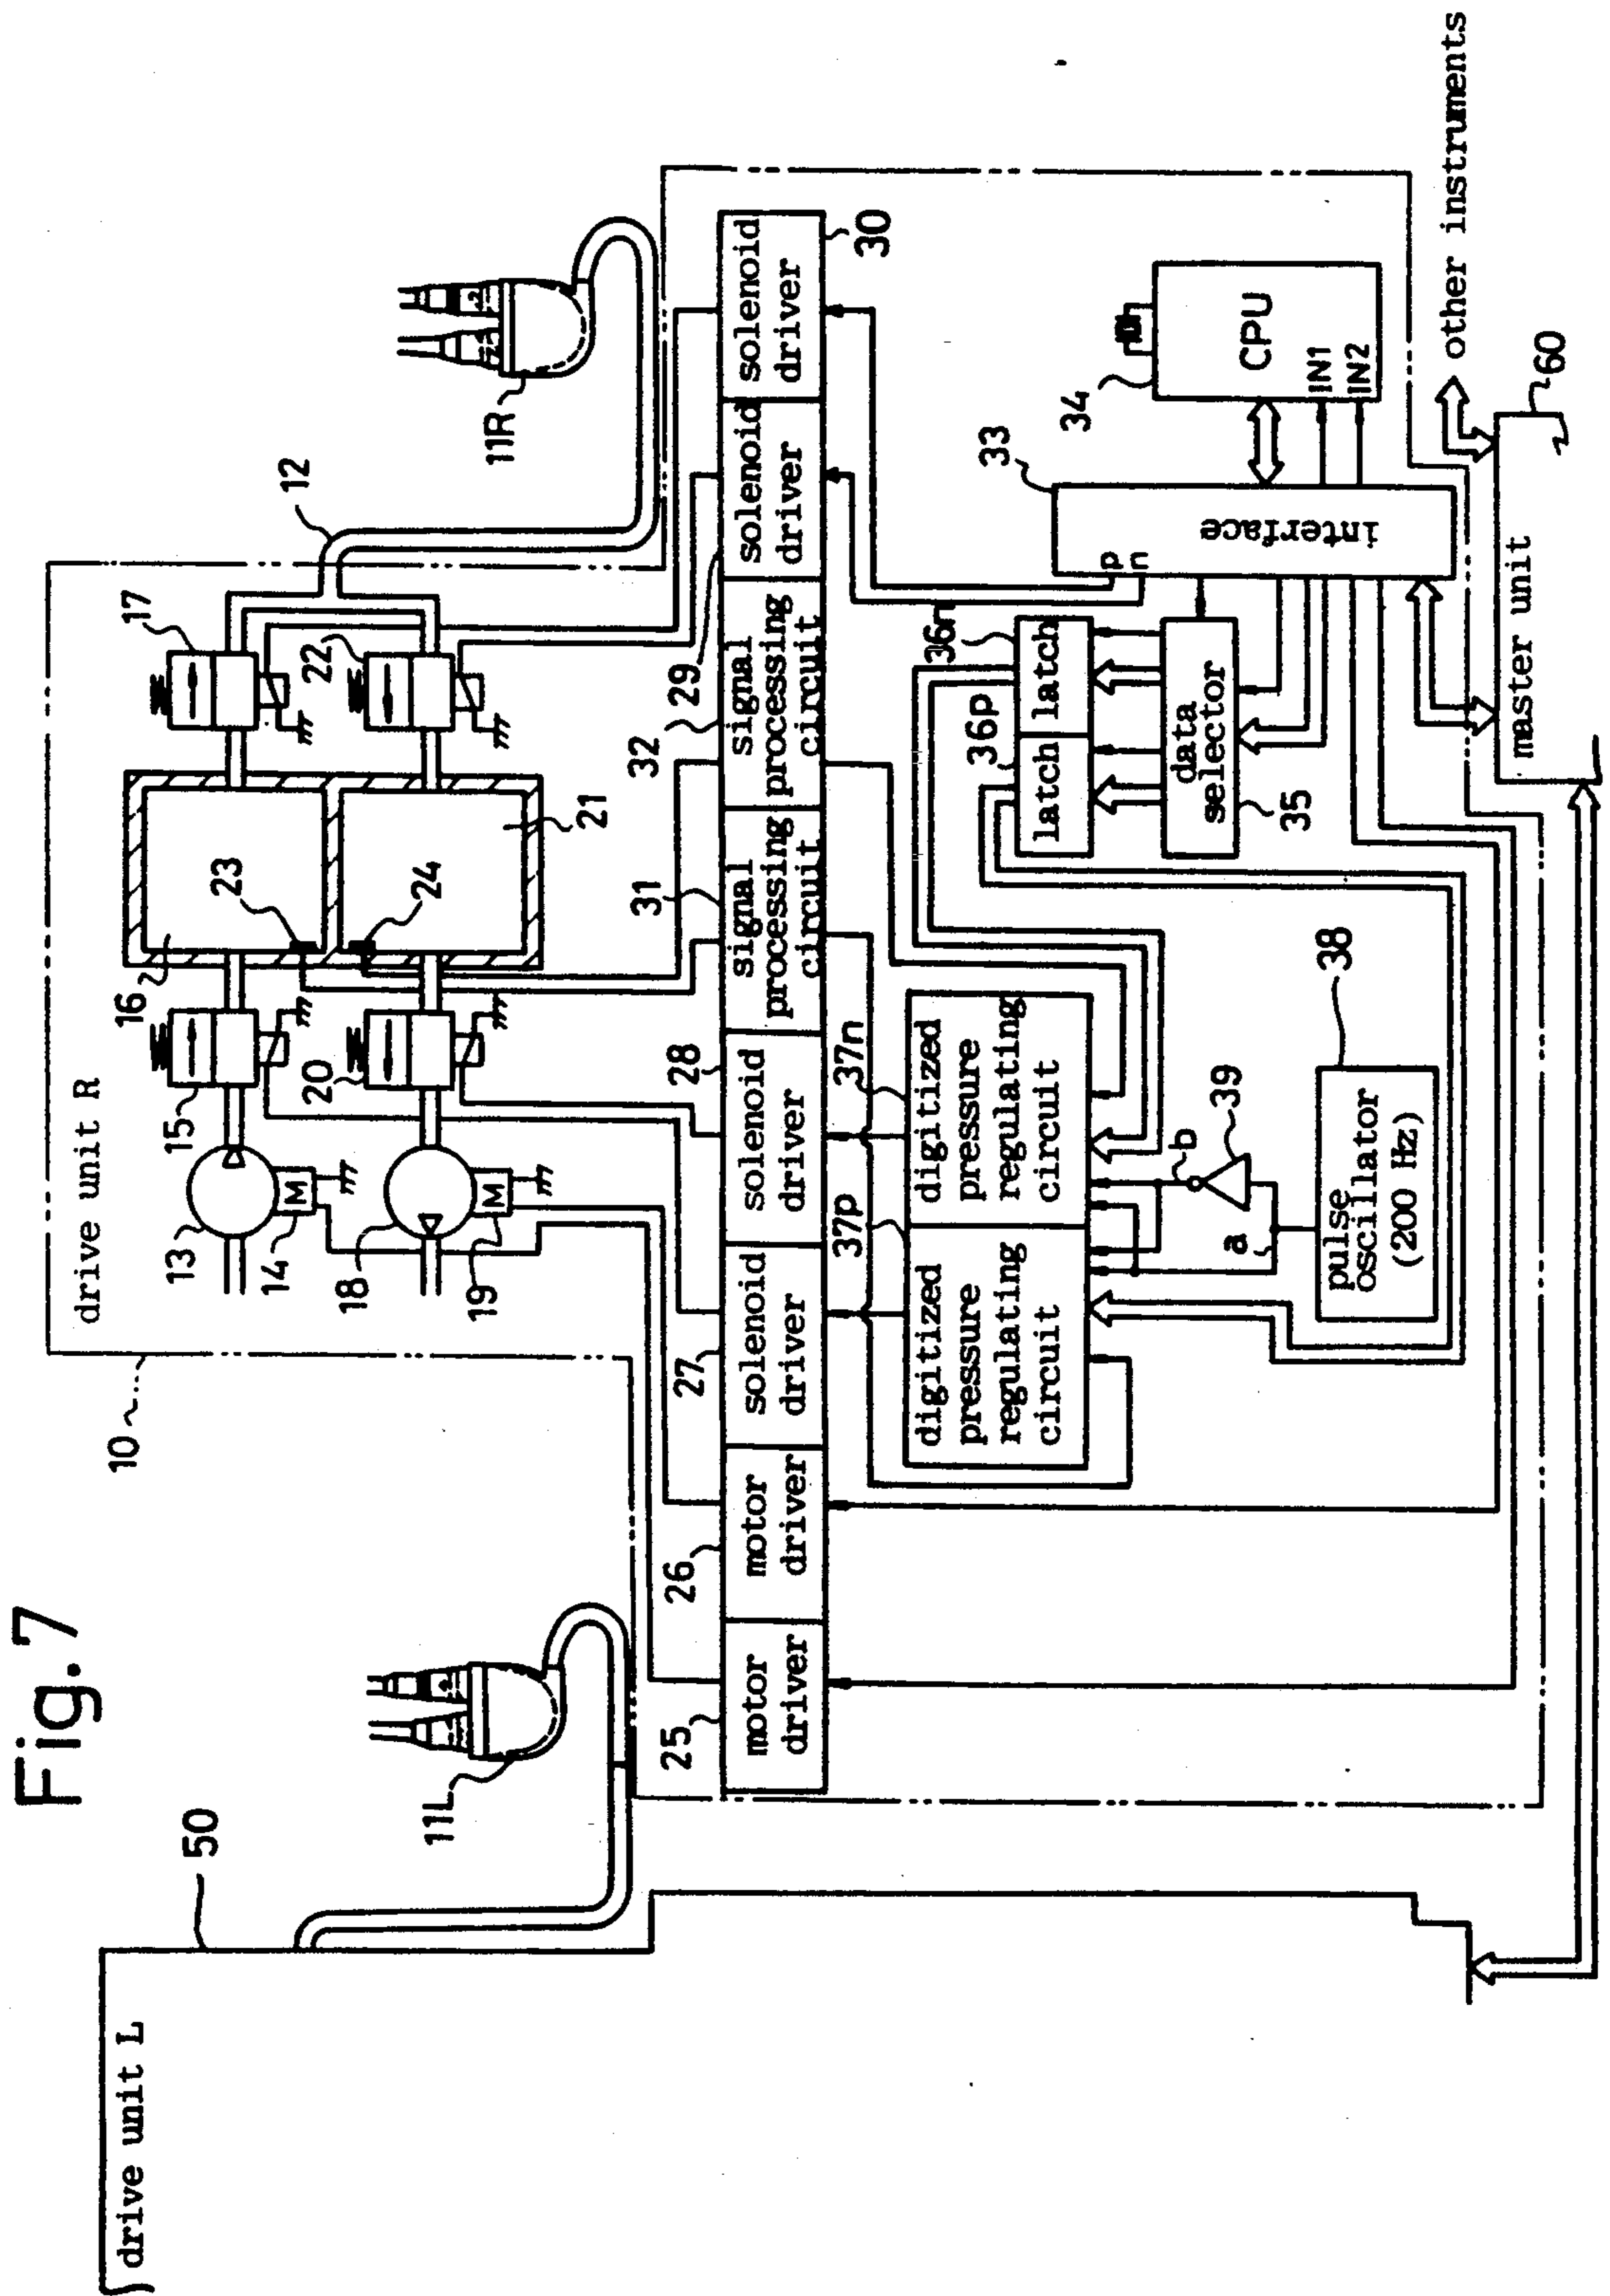 Fig. 7
drive unit L
50
11L
10
drive unit R
13
14
M
15
16
17
12
11R
18
19
M
20
21
22
23
24
25
26
27
28
31
32
29
30
motor driver
motor driver
solenoid driver
solenoid driver
signal processing circuit
signal processing circuit
solenoid driver
solenoid driver
37p
37n
digitized pressure regulating circuit
digitized pressure regulating circuit
36p
36n
latch
latch
data selector
35
33
p
n
interface
34
CPU
IN1
IN2
a
b
39
38
pulse oscillator (200 Hz)
other instruments
master unit
60